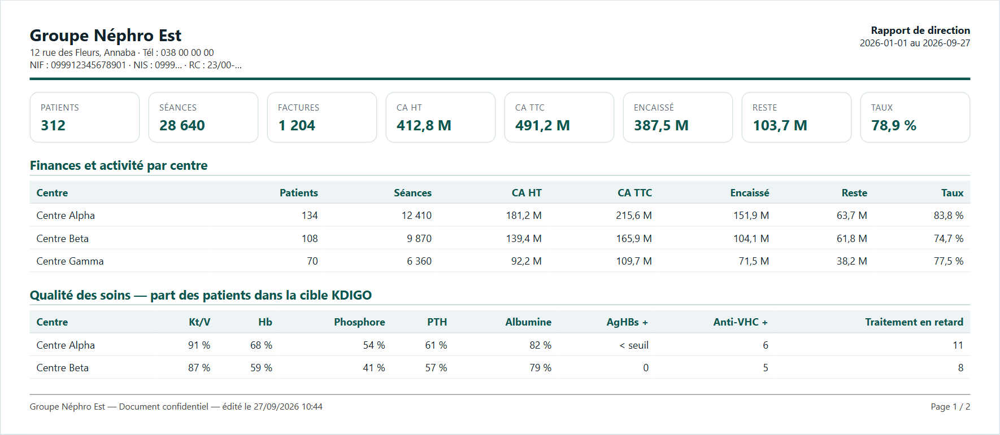 Groupe Néphro Est
12 rue des Fleurs, Annaba · Tél : 038 00 00 00
NIF : 099912345678901 · NIS : 0999... · RC : 23/00-...
Rapport de direction
2026-01-01 au 2026-09-27
PATIENTS
312
SÉANCES
28 640
FACTURES
1 204
CA HT
412,8 M
CA TTC
491,2 M
ENCAISSÉ
387,5 M
RESTE
103,7 M
TAUX
78,9 %
Finances et activité par centre
Centre Patients Séances CA HT CA TTC Encaissé Reste Taux
Centre Alpha 134 12 410 181,2 M 215,6 M 151,9 M 63,7 M 83,8 %
Centre Beta 108 9 870 139,4 M 165,9 M 104,1 M 61,8 M 74,7 %
Centre Gamma 70 6 360 92,2 M 109,7 M 71,5 M 38,2 M 77,5 %
Qualité des soins — part des patients dans la cible KDIGO
Centre Kt/V Hb Phosphore PTH Albumine AgHBs + Anti-VHC + Traitement en retard
Centre Alpha 91 % 68 % 54 % 61 % 82 % < seuil 6 11
Centre Beta 87 % 59 % 41 % 57 % 79 % 0 5 8
Groupe Néphro Est — Document confidentiel — édité le 27/09/2026 10:44
Page 1 / 2